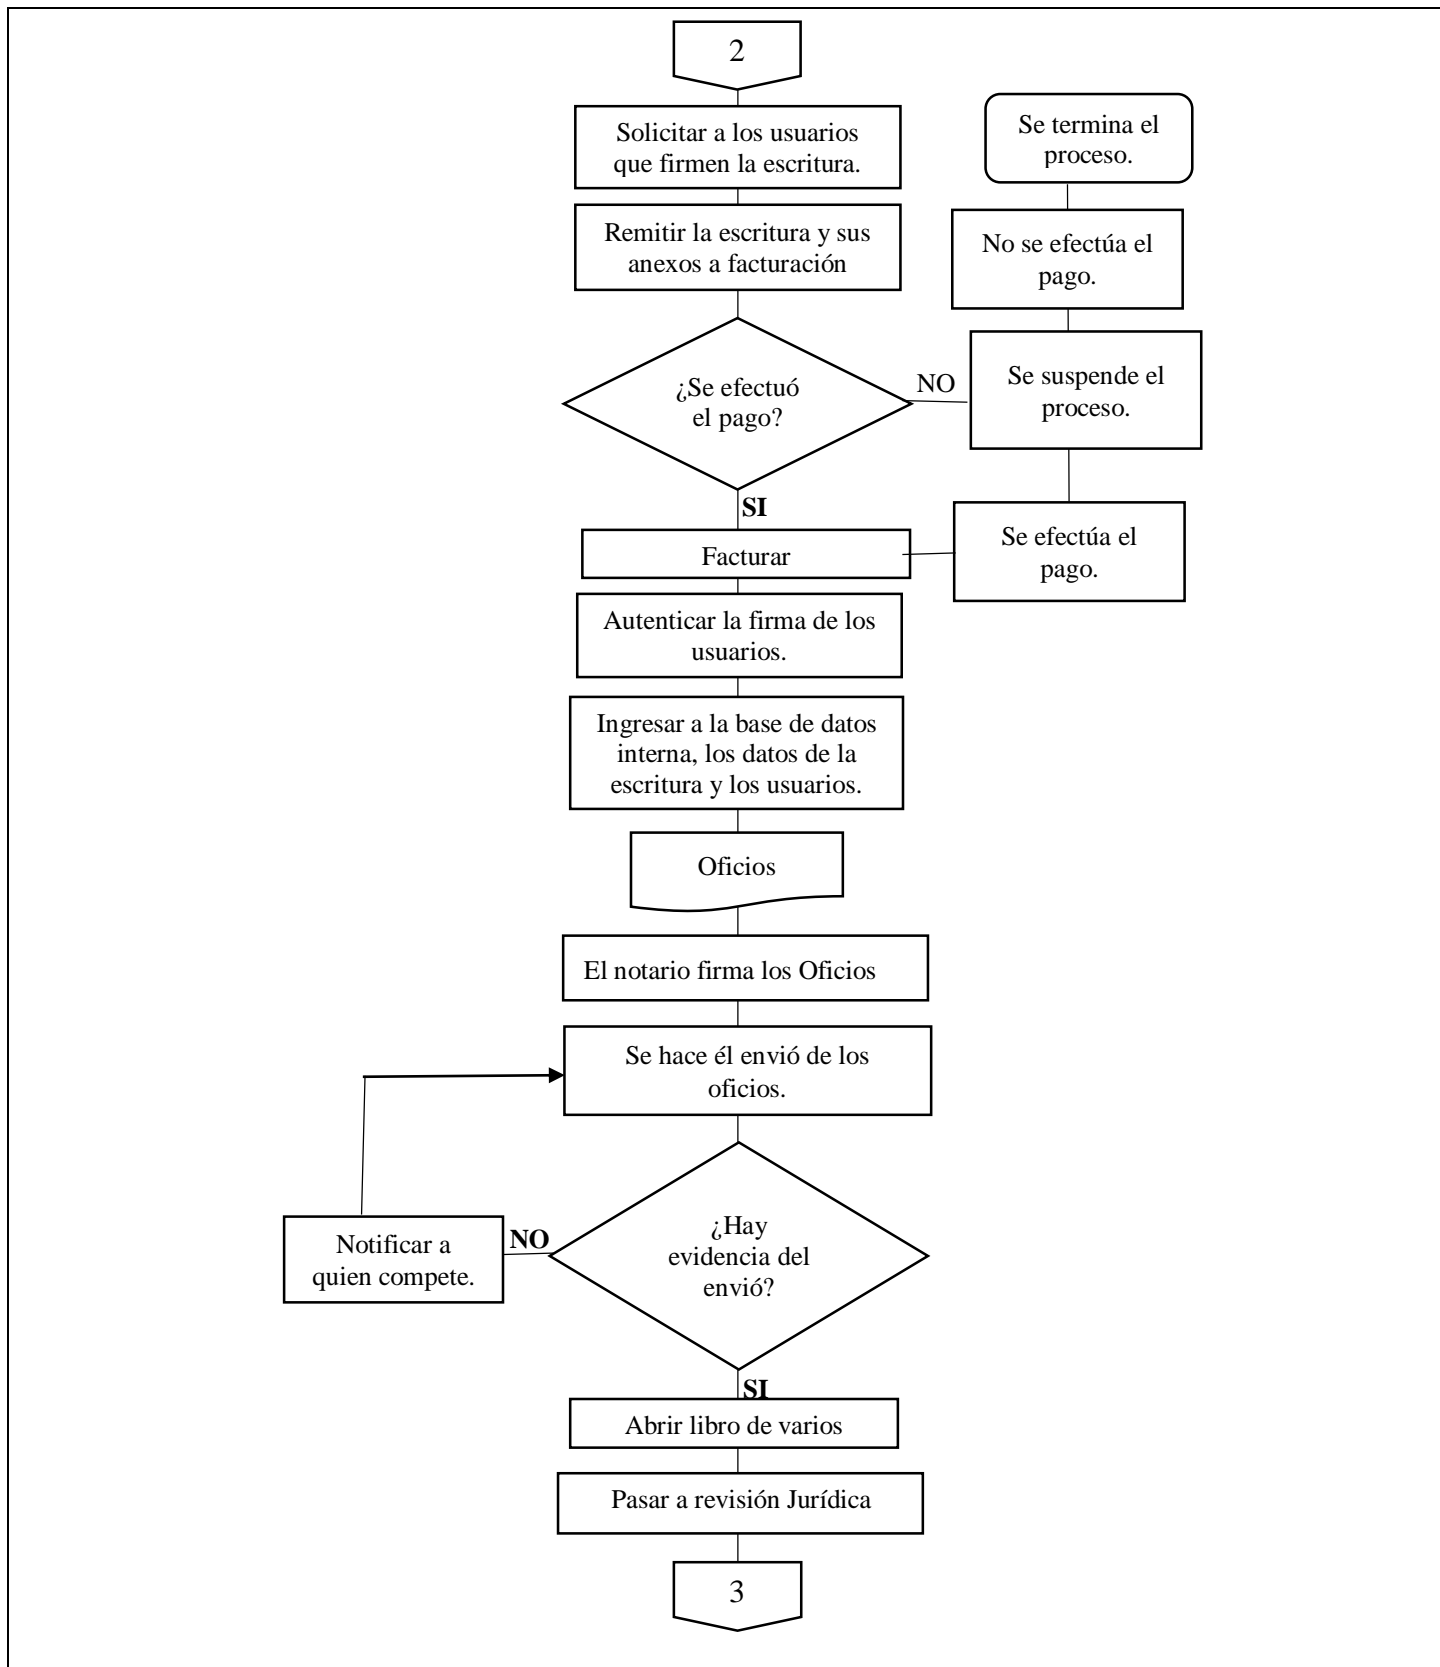 2
Solicitar a los usuarios
que firmen la escritura.
Se termina el
proceso.
Remitir la escritura y sus
anexos a facturación
No se efectúa el
pago.
¿Se efectuó
el pago?
NO
Se suspende el
proceso.
SI
Facturar
Se efectúa el
pago.
Autenticar la firma de los
usuarios.
Ingresar a la base de datos
interna, los datos de la
escritura y los usuarios.
Oficios
El notario firma los Oficios
Se hace él envió de los
oficios.
¿Hay
evidencia del
envió?
NO
Notificar a
quien compete.
SI
Abrir libro de varios
Pasar a revisión Jurídica
3